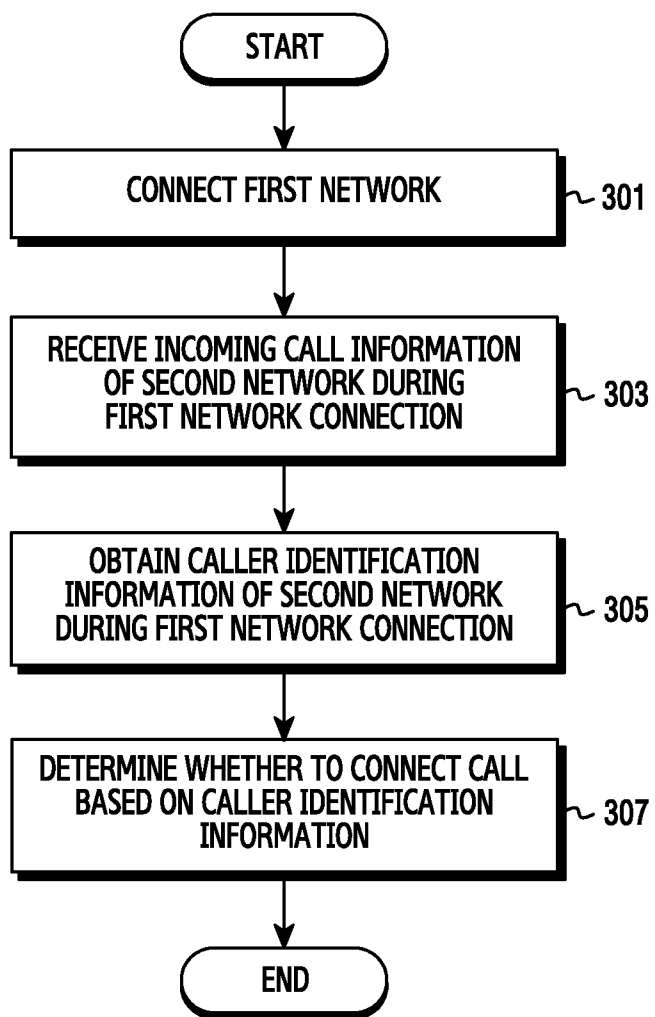 START
CONNECT FIRST NETWORK
301
RECEIVE INCOMING CALL INFORMATION
OF SECOND NETWORK DURING
FIRST NETWORK CONNECTION
303
OBTAIN CALLER IDENTIFICATION
INFORMATION OF SECOND NETWORK
DURING FIRST NETWORK CONNECTION
305
DETERMINE WHETHER TO CONNECT CALL
BASED ON CALLER IDENTIFICATION
INFORMATION
307
END